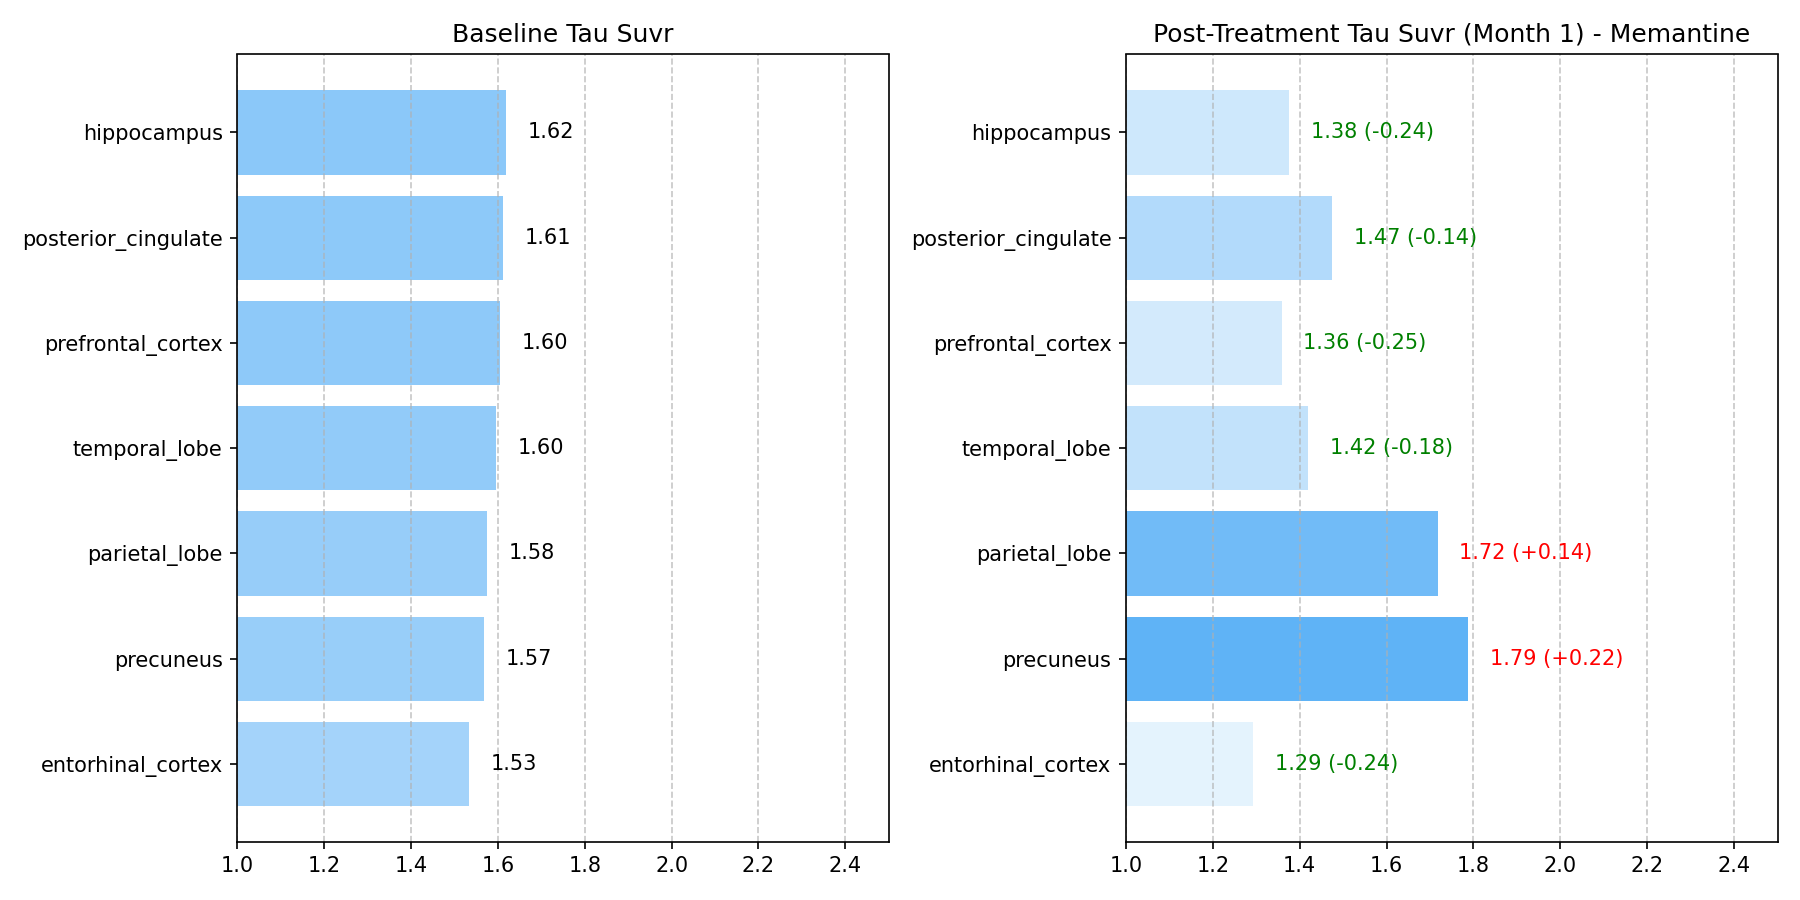 Baseline Tau Suvr
hippocampus
1.62
posterior_cingulate
1.61
prefrontal_cortex
1.60
temporal_lobe
1.60
parietal_lobe
1.58
precuneus
1.57
entorhinal_cortex
1.53
1.0 1.2 1.4 1.6 1.8 2.0 2.2 2.4
Post-Treatment Tau Suvr (Month 1) - Memantine
hippocampus
1.38 (-0.24)
posterior_cingulate
1.47 (-0.14)
prefrontal_cortex
1.36 (-0.25)
temporal_lobe
1.42 (-0.18)
parietal_lobe
1.72 (+0.14)
precuneus
1.79 (+0.22)
entorhinal_cortex
1.29 (-0.24)
1.0 1.2 1.4 1.6 1.8 2.0 2.2 2.4